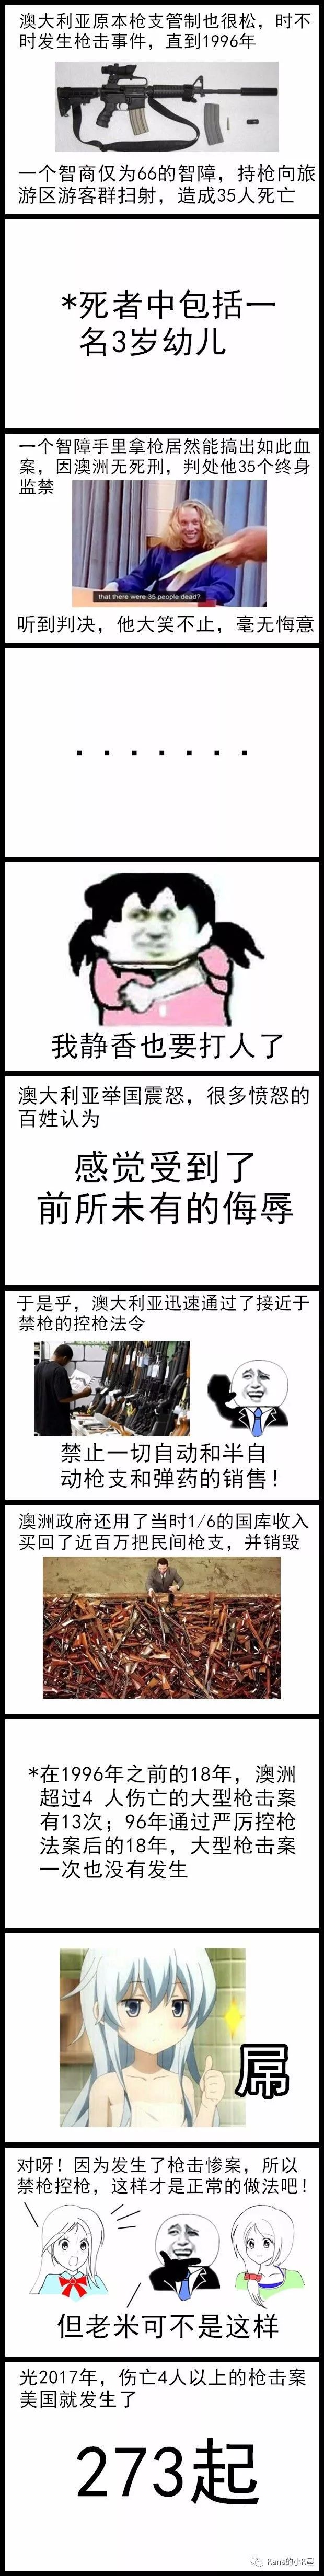 澳大利亚原本枪支管制也很松，时不
时发生枪击事件，直到1996年
一个智商仅为66的智障，持枪向旅
游区游客群扫射，造成35人死亡
*死者中包括一
名3岁幼儿
一个智障手里拿枪居然能搞出如此血
案，因澳洲无死刑，判处他35个终身
监禁
that there were 35 people dead?
听到判决，他大笑不止，毫无悔意
.......
我静香也要打人了
澳大利亚举国震怒，很多愤怒的
百姓认为
感觉受到了
前所未有的侮辱
于是乎，澳大利亚迅速通过了接近于
禁枪的控枪法令
禁止一切自动和半自
动枪支和弹药的销售！
澳洲政府还用了当时1/6的国库收入
买回了近百万把民间枪支，并销毁
*在1996年之前的18年，澳洲
超过4 人伤亡的大型枪击案
有13次；96年通过严厉控枪
法案后的18年，大型枪击案
一次也没有发生
屌
对呀！因为发生了枪击惨案，所以
禁枪控枪，这样才是正常的做法吧！
但老米可不是这样
光2017年，伤亡4人以上的枪击案
美国就发生了
273起
Kane的小K震